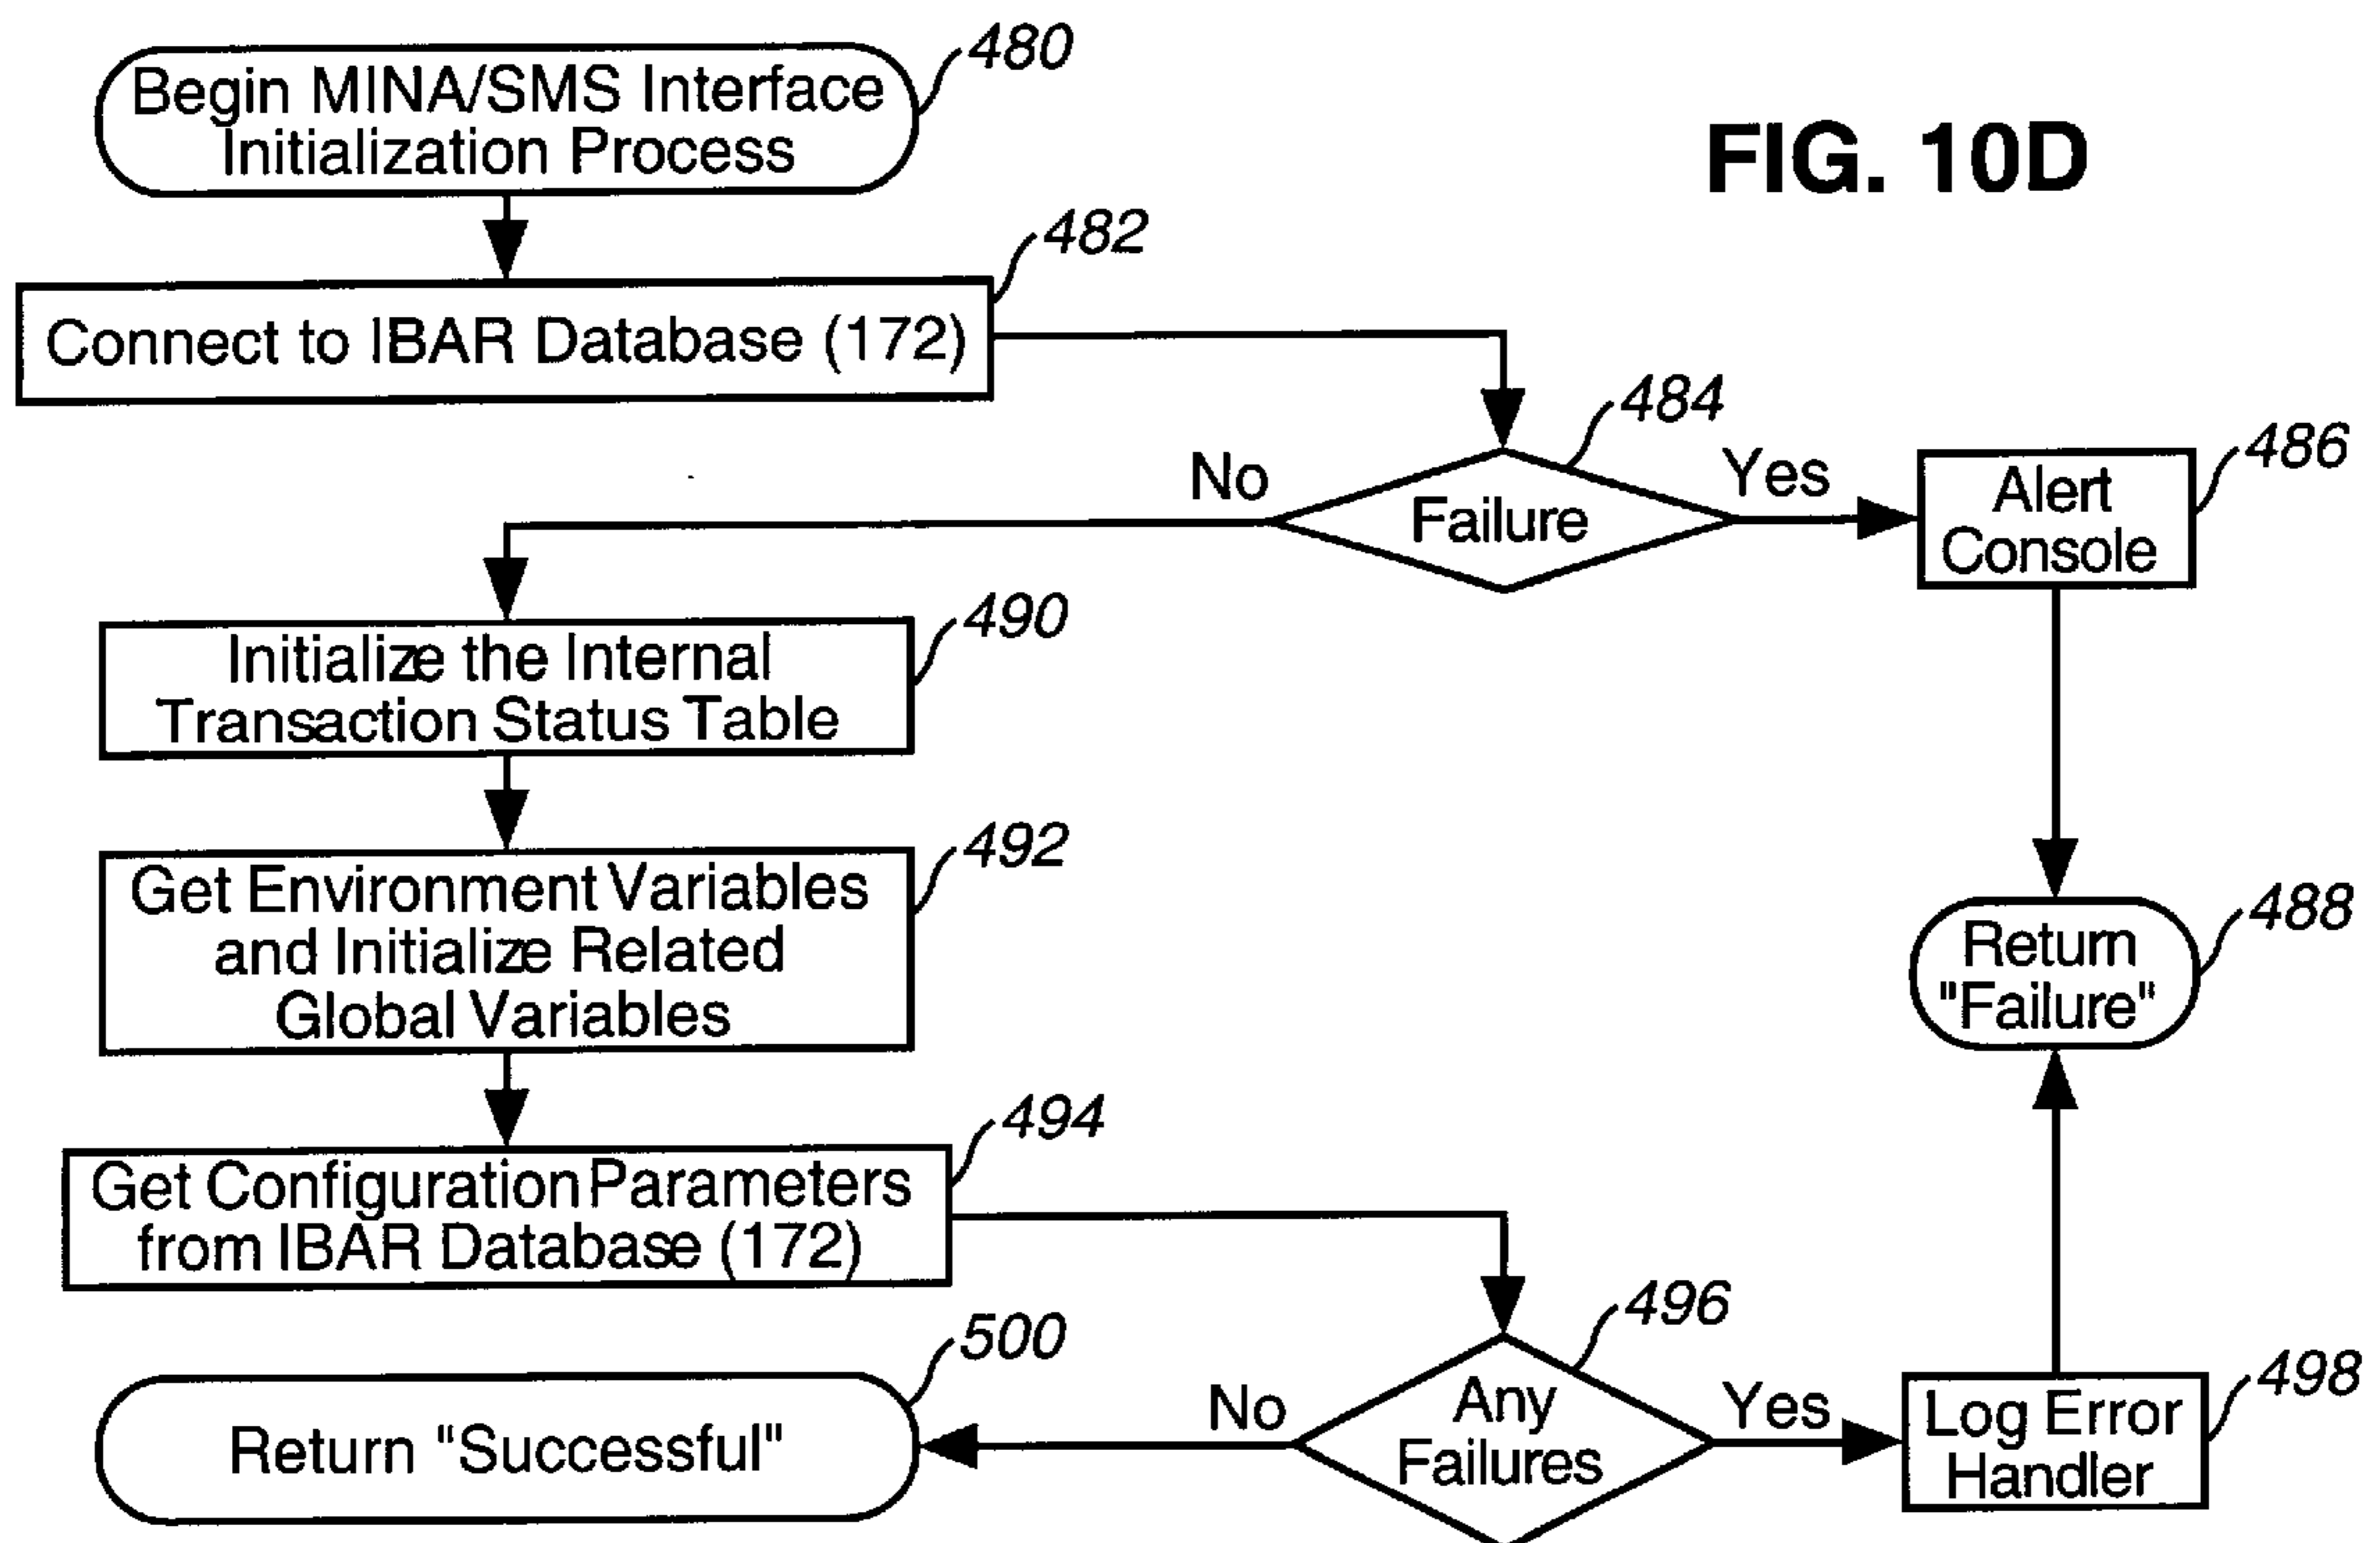 480
Begin MINA/SMS Interface
Initialization Process
FIG. 10D
482
Connect to IBAR Database (172)
484
No
Failure
Yes
486
Alert
Console
490
Initialize the Internal
Transaction Status Table
492
Get Environment Variables
and Initialize Related
Global Variables
488
Return
"Failure"
494
Get Configuration Parameters
from IBAR Database (172)
496
500
Return "Successful"
No
Any
Failures
Yes
498
Log Error
Handler